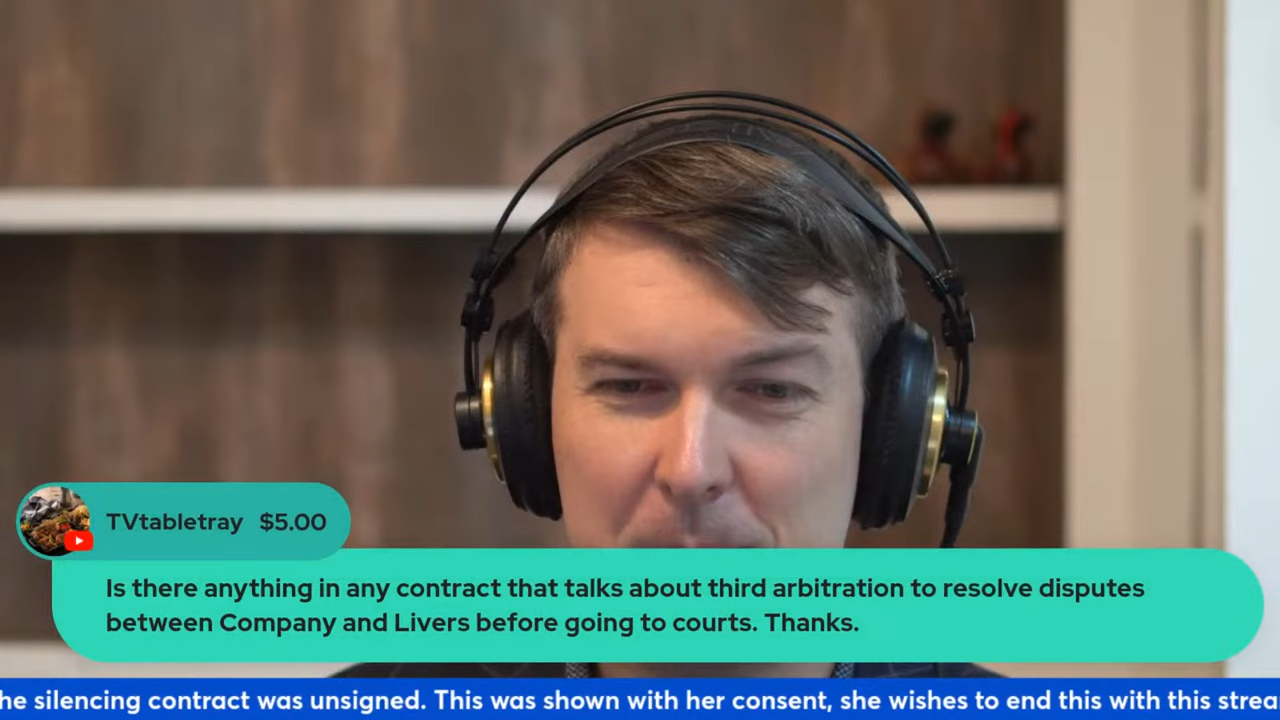 TVtabletray $5.00
Is there anything in any contract that talks about third arbitration to resolve disputes
between Company and Livers before going to courts. Thanks.
he silencing contract was unsigned. This was shown with her consent, she wishes to end this with this strea